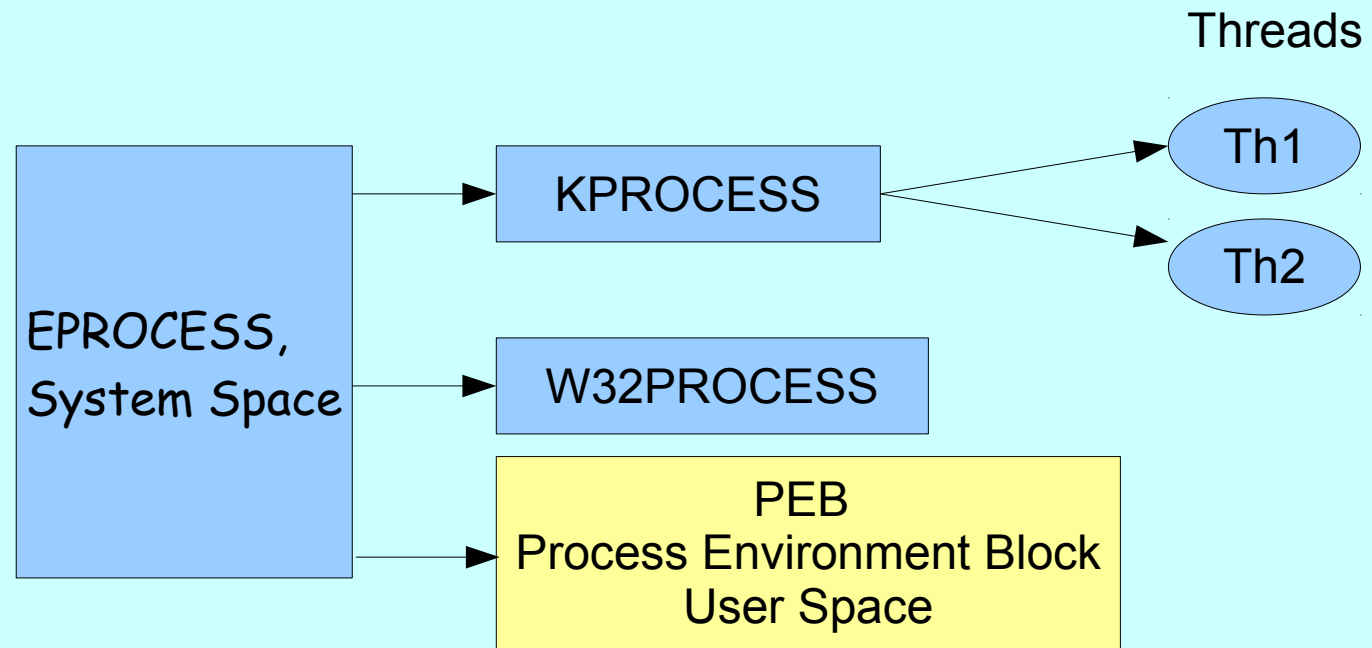 Threads
Th1
KPROCESS
Th2
EPROCESS,
System Space
W32PROCESS
PEB
Process Environment Block
User Space